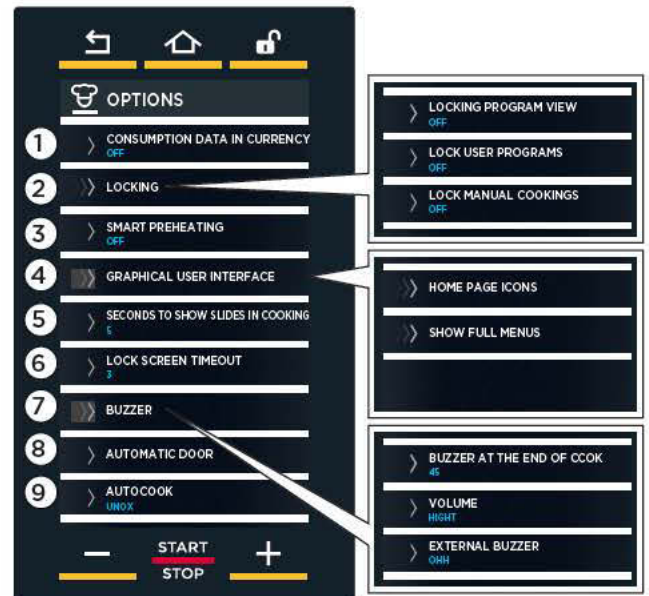 OPTIONS
1
CONSUMPTION DATA IN CURRENCY
OFF
2
LOCKING
3
SMART PREHEATING
OFF
4
GRAPHICAL USER INTERFACE
5
SECONDS TO SHOW SLIDES IN COOKING
5
6
LOCK SCREEN TIMEOUT
3
7
BUZZER
8
AUTOMATIC DOOR
9
AUTOCOOK
UNOX
START
STOP
LOCKING PROGRAM VIEW
OFF
LOCK USER PROGRAMS
OFF
LOCK MANUAL COOKINGS
OFF
HOME PAGE ICONS
SHOW FULL MENUS
BUZZER AT THE END OF CCOK
45
VOLUME
HIGHT
EXTERNAL BUZZER
OHH